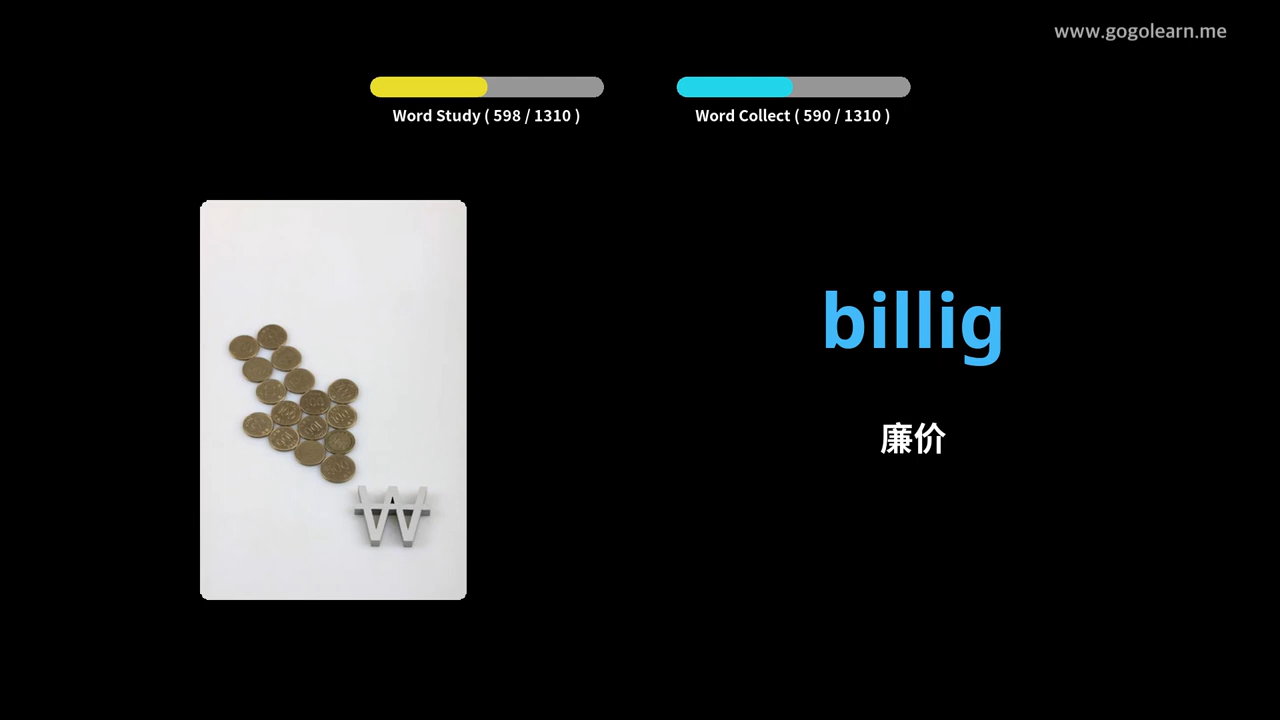 www.gogolearn.me
Word Study ( 598 / 1310 )
Word Collect ( 590 / 1310 )
billig
廉价
₩